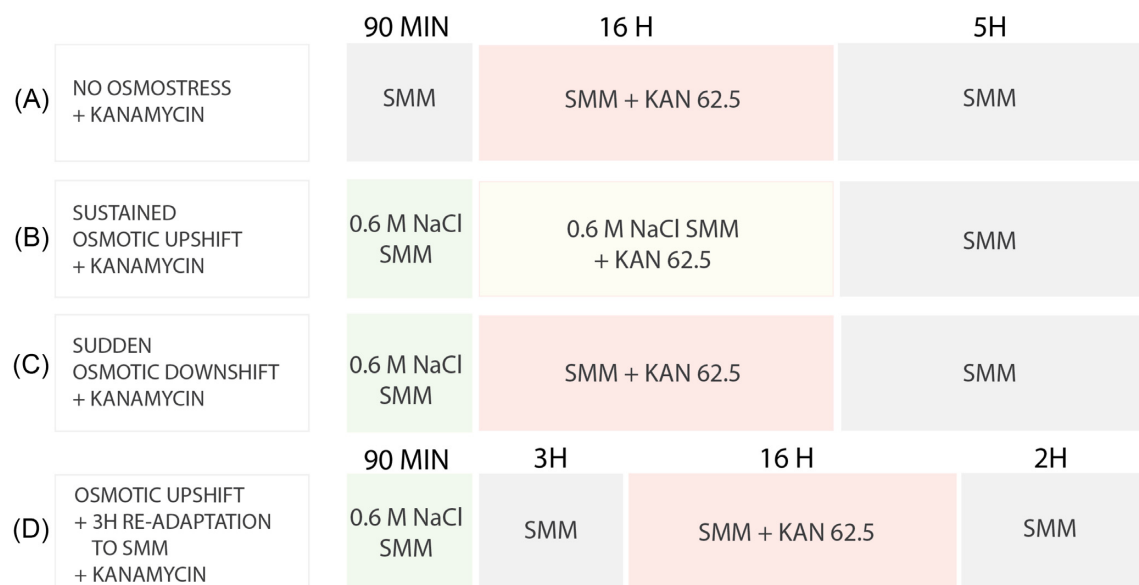 90 MIN 16 H 5H
(A)
NO OSMOSTRESS
+ KANAMYCIN
SMM
SMM + KAN 62.5
SMM
(B)
SUSTAINED
OSMOTIC UPSHIFT
+ KANAMYCIN
0.6 M NaCl
SMM
0.6 M NaCl SMM
+ KAN 62.5
SMM
(C)
SUDDEN
OSMOTIC DOWNSHIFT
+ KANAMYCIN
0.6 M NaCl
SMM
SMM + KAN 62.5
SMM
90 MIN 3H 16 H 2H
(D)
OSMOTIC UPSHIFT
+ 3H RE-ADAPTATION
TO SMM
+ KANAMYCIN
0.6 M NaCl
SMM
SMM
SMM + KAN 62.5
SMM